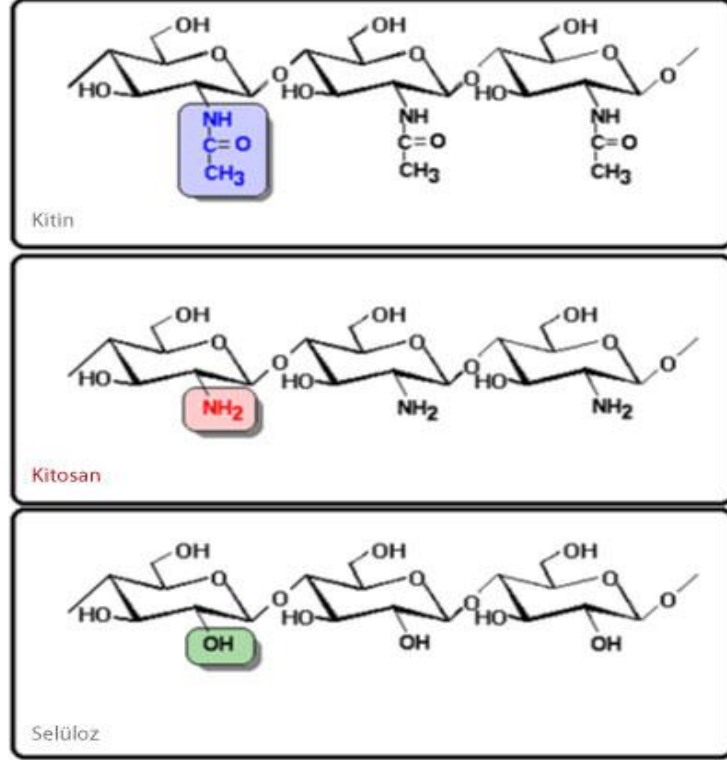 OH OH OH
O O O
O O O
HO HO HO
NH NH NH
C=O C=O C=O
CH3 CH3 CH3
Kitin
OH OH OH
O O O
O O O
HO HO HO
NH2 NH2 NH2
Kitosan
OH OH OH
O O O
O O O
HO HO HO
OH OH OH
Selüloz